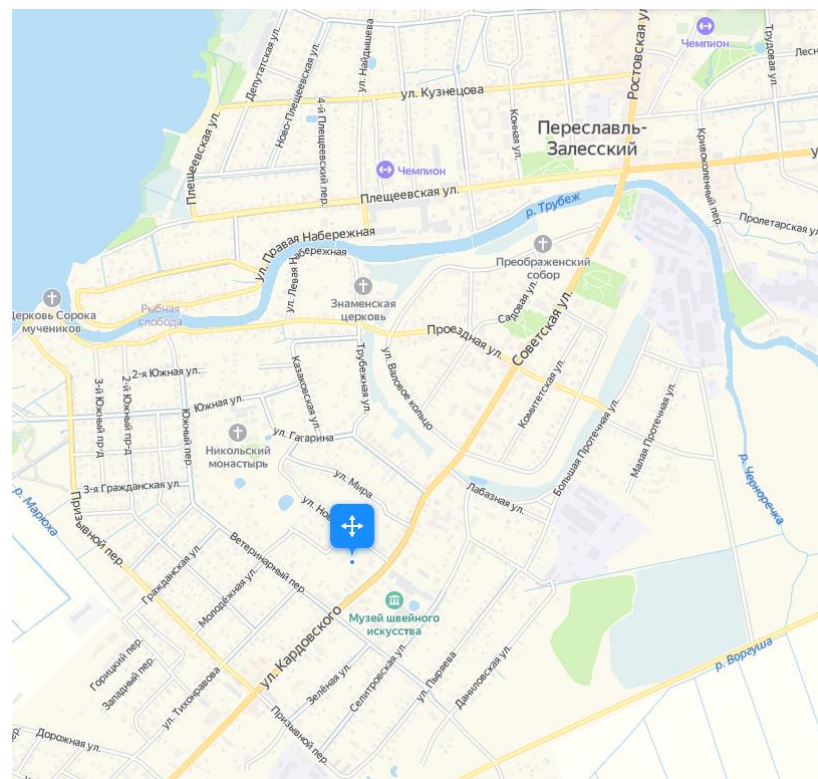 Ростовская ул.
Чемпион
Трудовая ул.
Депутатская ул.
Ново-Плещеевская ул.
ул. Найдышева
4-й Плещеевский пер.
ул. Кузнецова
Конная ул.
Переславль-
Залесский
Кривоколенный пер.
Плещеевская ул.
Чемпион
Плещеевская ул.
р. Трубеж
Пролетарская ул.
ул. Правая Набережная
ул. Левая Набережная
Преображенский
собор
Знаменская
церковь
Садовая ул.
Советская ул.
Церковь Сорока
мучеников
Рыбная
слобода
Проездная ул.
2-я Южная ул.
3-й Южный пр-д
2-й Южный пр-д
Южный пер.
Южная ул.
Казаковская ул.
Трубежная ул.
ул. Валовое кольцо
Комитетская ул.
Большая Протечная ул.
Малая Протечная ул.
ул. Гагарина
Никольский
монастырь
ул. Мира
Лабазная ул.
р. Черноречка
3-я Гражданская ул.
р. Марюха
Призывной пер.
Ветеринарный пер.
Гражданская ул.
Молодёжная ул.
Музей швейного
искусства
ул. Кардовского
Горицкий пер.
Западный пер.
ул. Тихонравова
Зелёная ул.
Селитровская ул.
ул. Пыряева
Даниловская ул.
р. Воргуша
Призывной пер.
Дорожная ул.